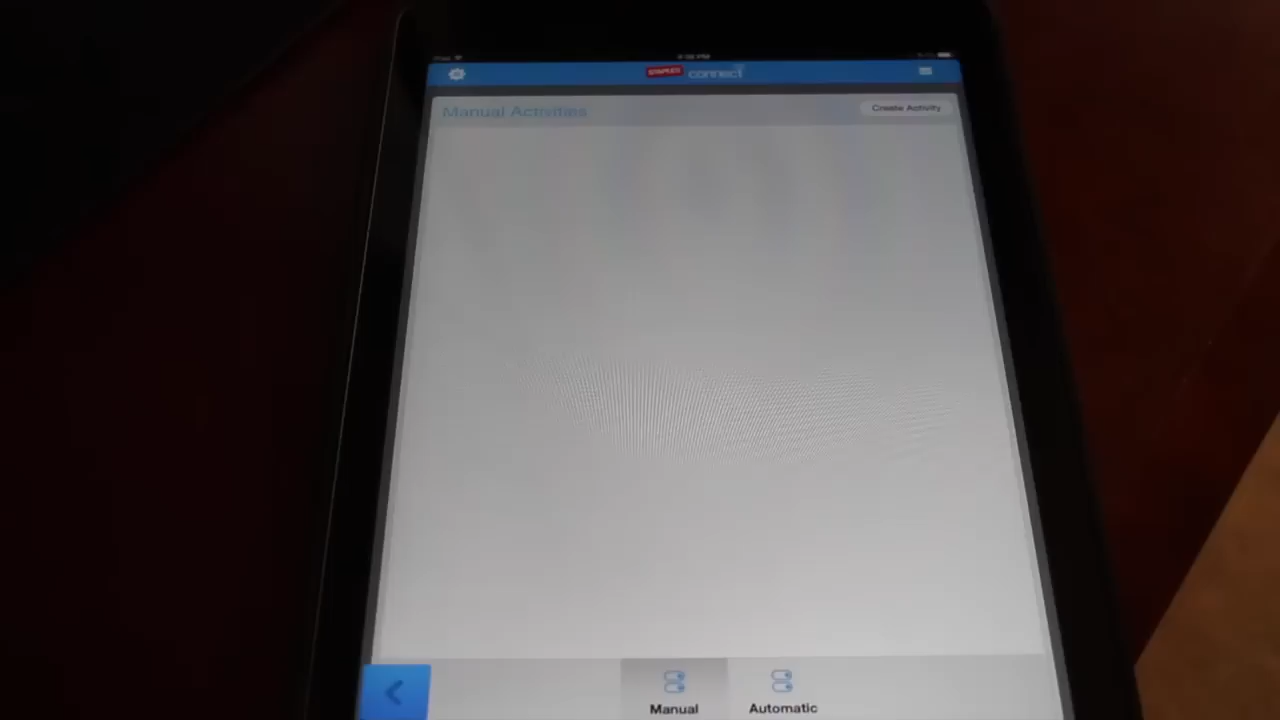 STAPLES connect
Manual Activities
Create Activity
Manual
Automatic